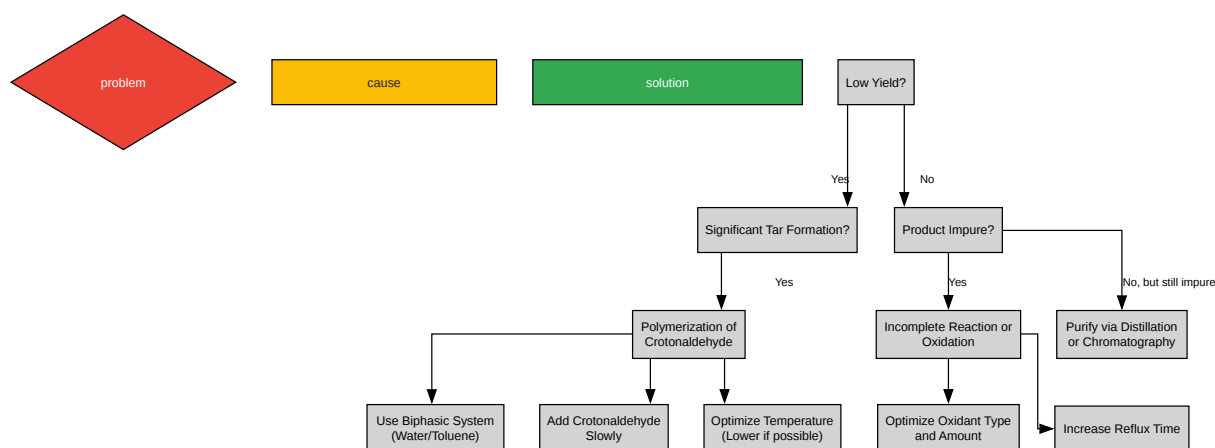 problem
cause
solution
Low Yield?
Yes
No
Significant Tar Formation?
Product Impure?
Yes
Yes
No, but still impure
Polymerization of
Crotonaldehyde
Incomplete Reaction or
Oxidation
Purify via Distillation
or Chromatography
Use Biphasic System
(Water/Toluene)
Add Crotonaldehyde
Slowly
Optimize Temperature
(Lower if possible)
Optimize Oxidant Type
and Amount
Increase Reflux Time